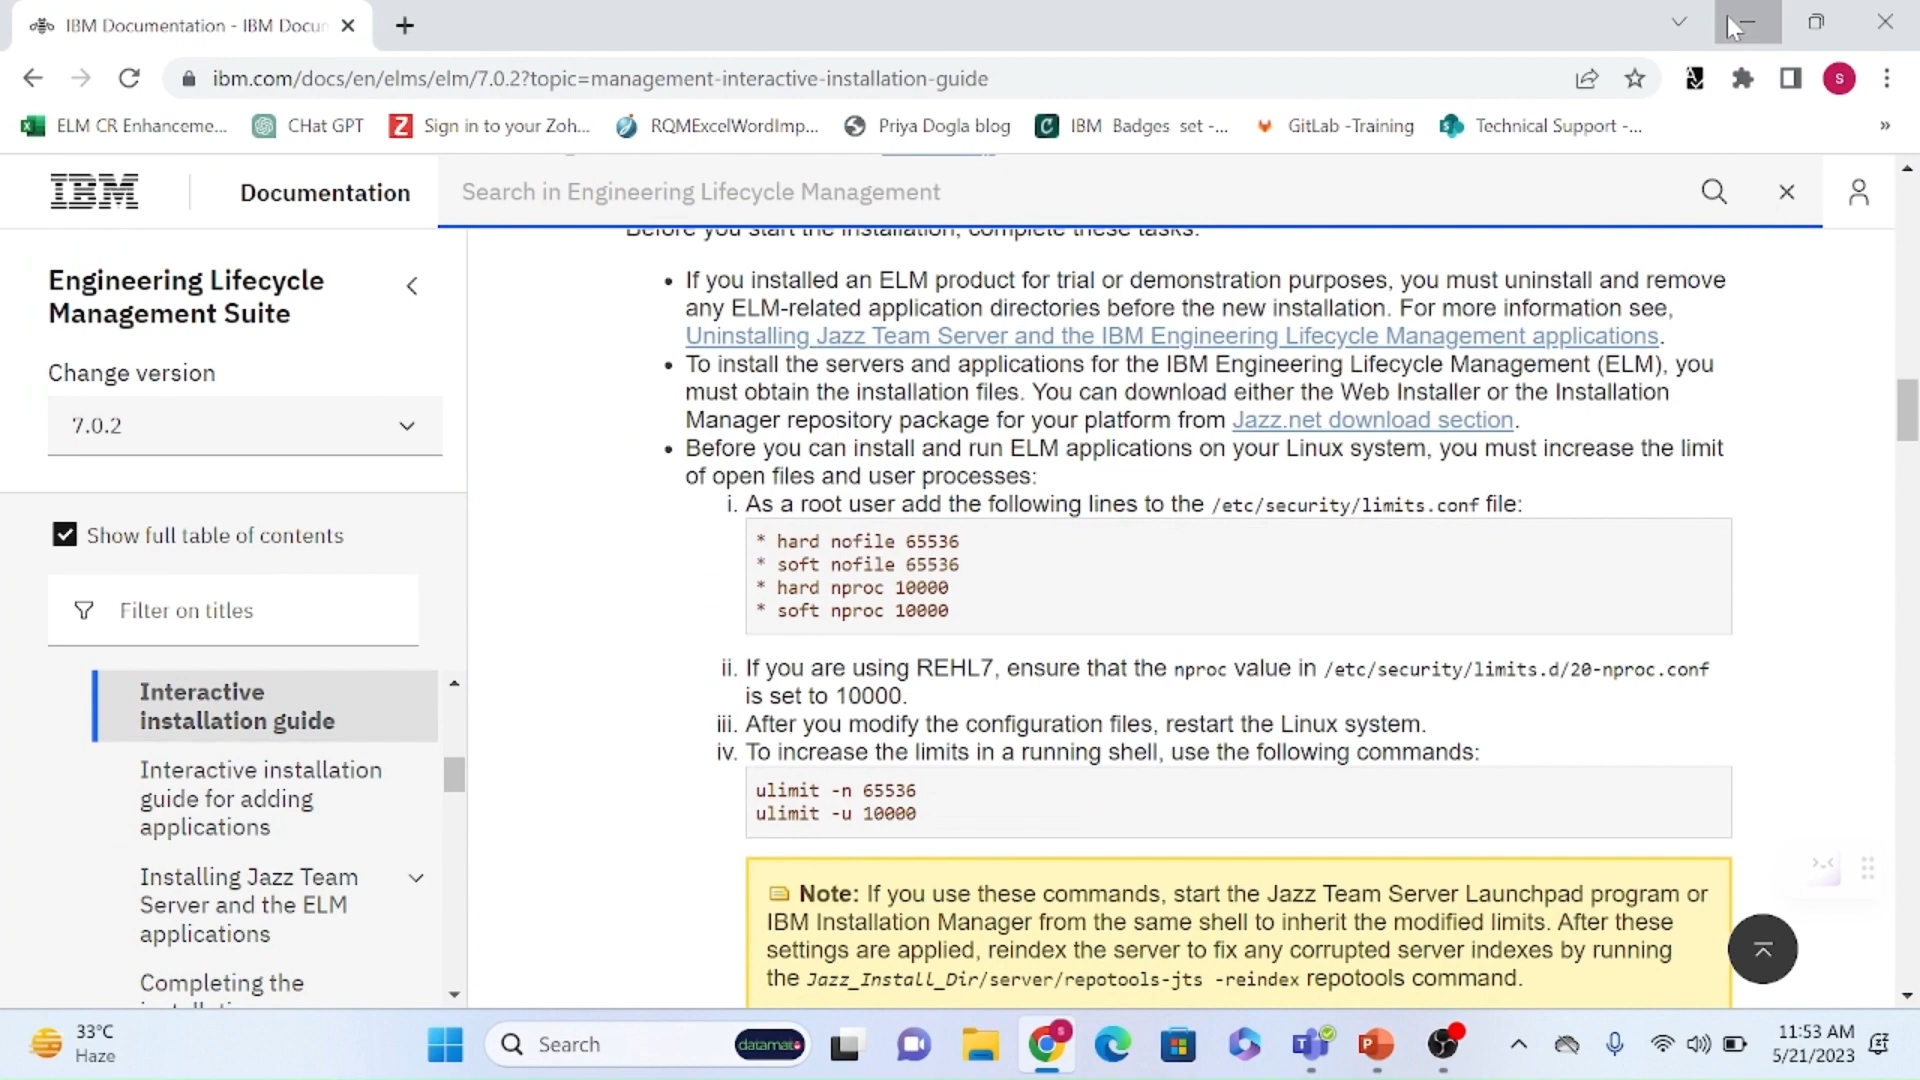 IBM Documentation - IBM Docu
ibm.com/docs/en/elms/elm/7.0.2?topic=management-interactive-installation-guide
S
ELM CR Enhanceme...
CHat GPT
Sign in to your Zoh...
RQMExcelWordImp...
Priya Dogla blog
IBM Badges set -...
GitLab -Training
Technical Support -...
IBM
Documentation
Search in Engineering Lifecycle Management
Before you start the installation, complete these tasks:
Engineering Lifecycle
Management Suite
Change version
7.0.2
Show full table of contents
Filter on titles
Interactive
installation guide
Interactive installation
guide for adding
applications
Installing Jazz Team
Server and the ELM
applications
Completing the
• If you installed an ELM product for trial or demonstration purposes, you must uninstall and remove
any ELM-related application directories before the new installation. For more information see,
Uninstalling Jazz Team Server and the IBM Engineering Lifecycle Management applications.
• To install the servers and applications for the IBM Engineering Lifecycle Management (ELM), you
must obtain the installation files. You can download either the Web Installer or the Installation
Manager repository package for your platform from Jazz.net download section.
• Before you can install and run ELM applications on your Linux system, you must increase the limit
of open files and user processes:
i. As a root user add the following lines to the /etc/security/limits.conf file:
* hard nofile 65536
* soft nofile 65536
* hard nproc 10000
* soft nproc 10000
ii. If you are using REHL7, ensure that the nproc value in /etc/security/limits.d/20-nproc.conf
is set to 10000.
iii. After you modify the configuration files, restart the Linux system.
iv. To increase the limits in a running shell, use the following commands:
ulimit -n 65536
ulimit -u 10000
Note: If you use these commands, start the Jazz Team Server Launchpad program or
IBM Installation Manager from the same shell to inherit the modified limits. After these
settings are applied, reindex the server to fix any corrupted server indexes by running
the Jazz_Install_Dir/server/repotools-jts -reindex repotools command.
33°C
Haze
Search
11:53 AM
5/21/2023